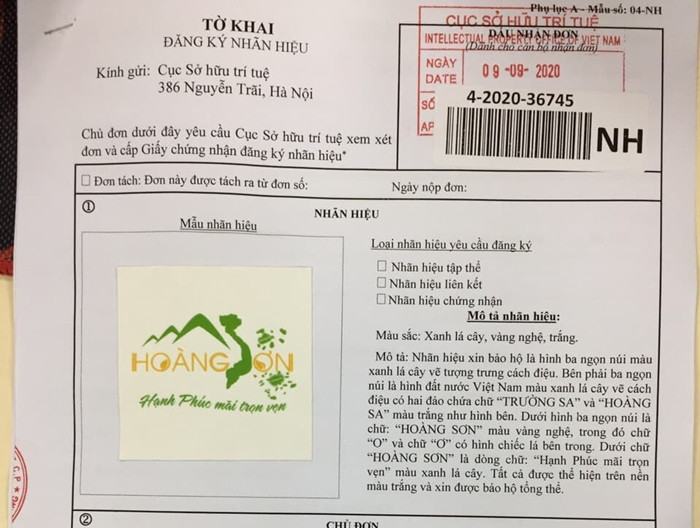 Phụ lục A – Mẫu số: 04-NH
TỜ KHAI
ĐĂNG KÝ NHÃN HIỆU
Kính gửi: Cục Sở hữu trí tuệ
386 Nguyễn Trãi, Hà Nội
Chủ đơn dưới đây yêu cầu Cục Sở hữu trí tuệ xem xét
đơn và cấp Giấy chứng nhận đăng ký nhãn hiệu*
DẤU NHẬN ĐƠN
(Dành cho cán bộ nhận đơn)
CỤC SỞ HỮU TRÍ TUỆ
INTELLECTUAL PROPERTY OFFICE OF VIET NAM
NGÀY
DATE
09-09-2020
SỐ
AP
4-2020-36745
NH
Đơn tách: Đơn này được tách ra từ đơn số:
Ngày nộp đơn:
①
NHÃN HIỆU
Mẫu nhãn hiệu
HOÀNG SƠN
Hạnh Phúc mãi trọn vẹn
Loại nhãn hiệu yêu cầu đăng ký
Nhãn hiệu tập thể
Nhãn hiệu liên kết
Nhãn hiệu chứng nhận
Mô tả nhãn hiệu:
Màu sắc: Xanh lá cây, vàng nghệ, trắng.
Mô tả: Nhãn hiệu xin bảo hộ là hình ba ngọn núi màu
xanh lá cây vẽ tượng trưng cách điệu. Bên phải ba ngọn
núi là hình đất nước Việt Nam màu xanh lá cây vẽ cách
điệu có hai đảo chứa chữ "TRƯỜNG SA" và "HOÀNG
SA" màu trắng như hình bên. Dưới hình ba ngọn núi là
chữ: "HOÀNG SƠN" màu vàng nghệ, trong đó chữ
"O" và chữ "Ơ" có hình chiếc lá bên trong. Dưới chữ
"HOÀNG SƠN" là dòng chữ: "Hạnh Phúc mãi trọn
vẹn" màu xanh lá cây. Tất cả được thể hiện trên nền
màu trắng và xin được bảo hộ tổng thể.
②
CHỦ ĐƠN